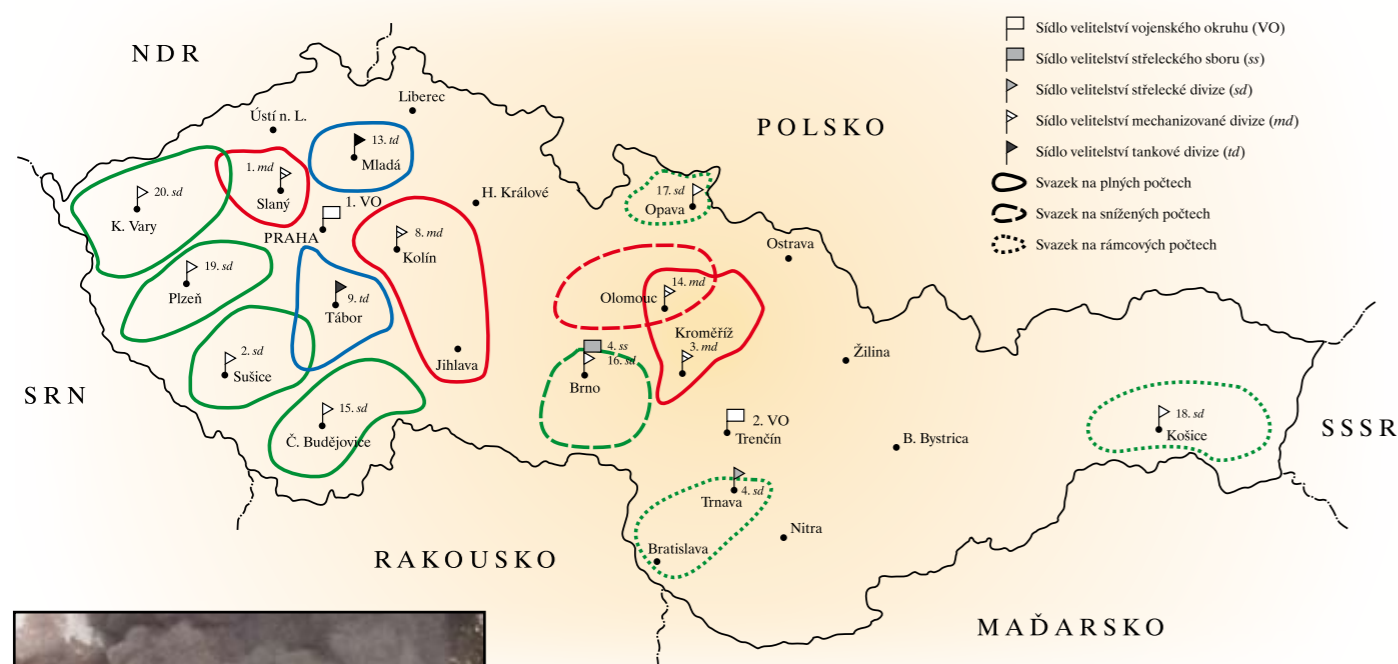 NDR
POLSKO
SRN
RAKOUSKO
MAĎARSKO
SSSR
Sídlo velitelství vojenského okruhu (VO)
Sídlo velitelství střeleckého sboru (ss)
Sídlo velitelství střelecké divize (sd)
Sídlo velitelství mechanizované divize (md)
Sídlo velitelství tankové divize (td)
Svazek na plných počtech
Svazek na snížených počtech
Svazek na rámcových počtech
Liberec
Ústí n. L.
13. td
Mladá
1. md
Slaný
20. sd
K. Vary
1. VO
PRAHA
H. Králové
8. md
Kolín
17. sd
Opava
Ostrava
19. sd
Plzeň
9. td
Tábor
14. md
Olomouc
Kroměříž
3. md
2. sd
Sušice
Jihlava
4. ss
16. sd
Brno
Žilina
15. sd
Č. Budějovice
2. VO
Trenčín
B. Bystrica
18. sd
Košice
4. sd
Trnava
Nitra
Bratislava